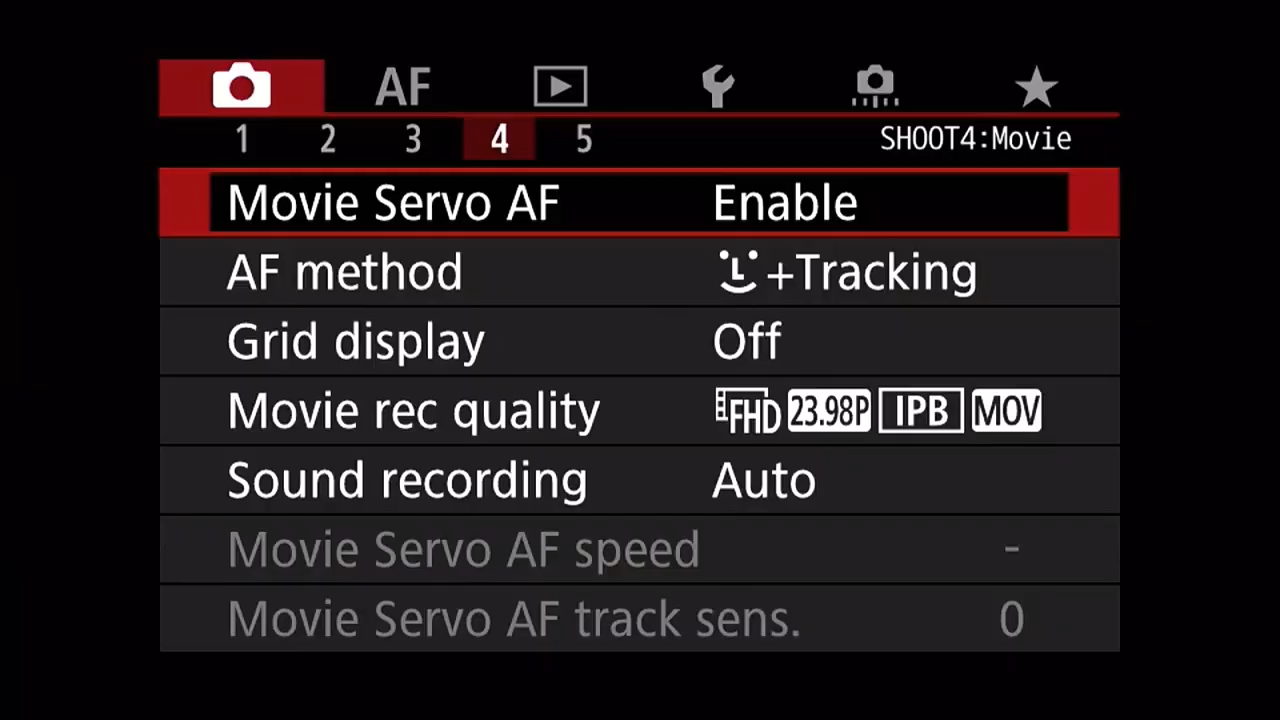 AF
1 2 3 4 5 SHOOT4:Movie
Movie Servo AF Enable
AF method L+Tracking
Grid display Off
Movie rec quality FHD 23.98P IPB MOV
Sound recording Auto
Movie Servo AF speed -
Movie Servo AF track sens. 0